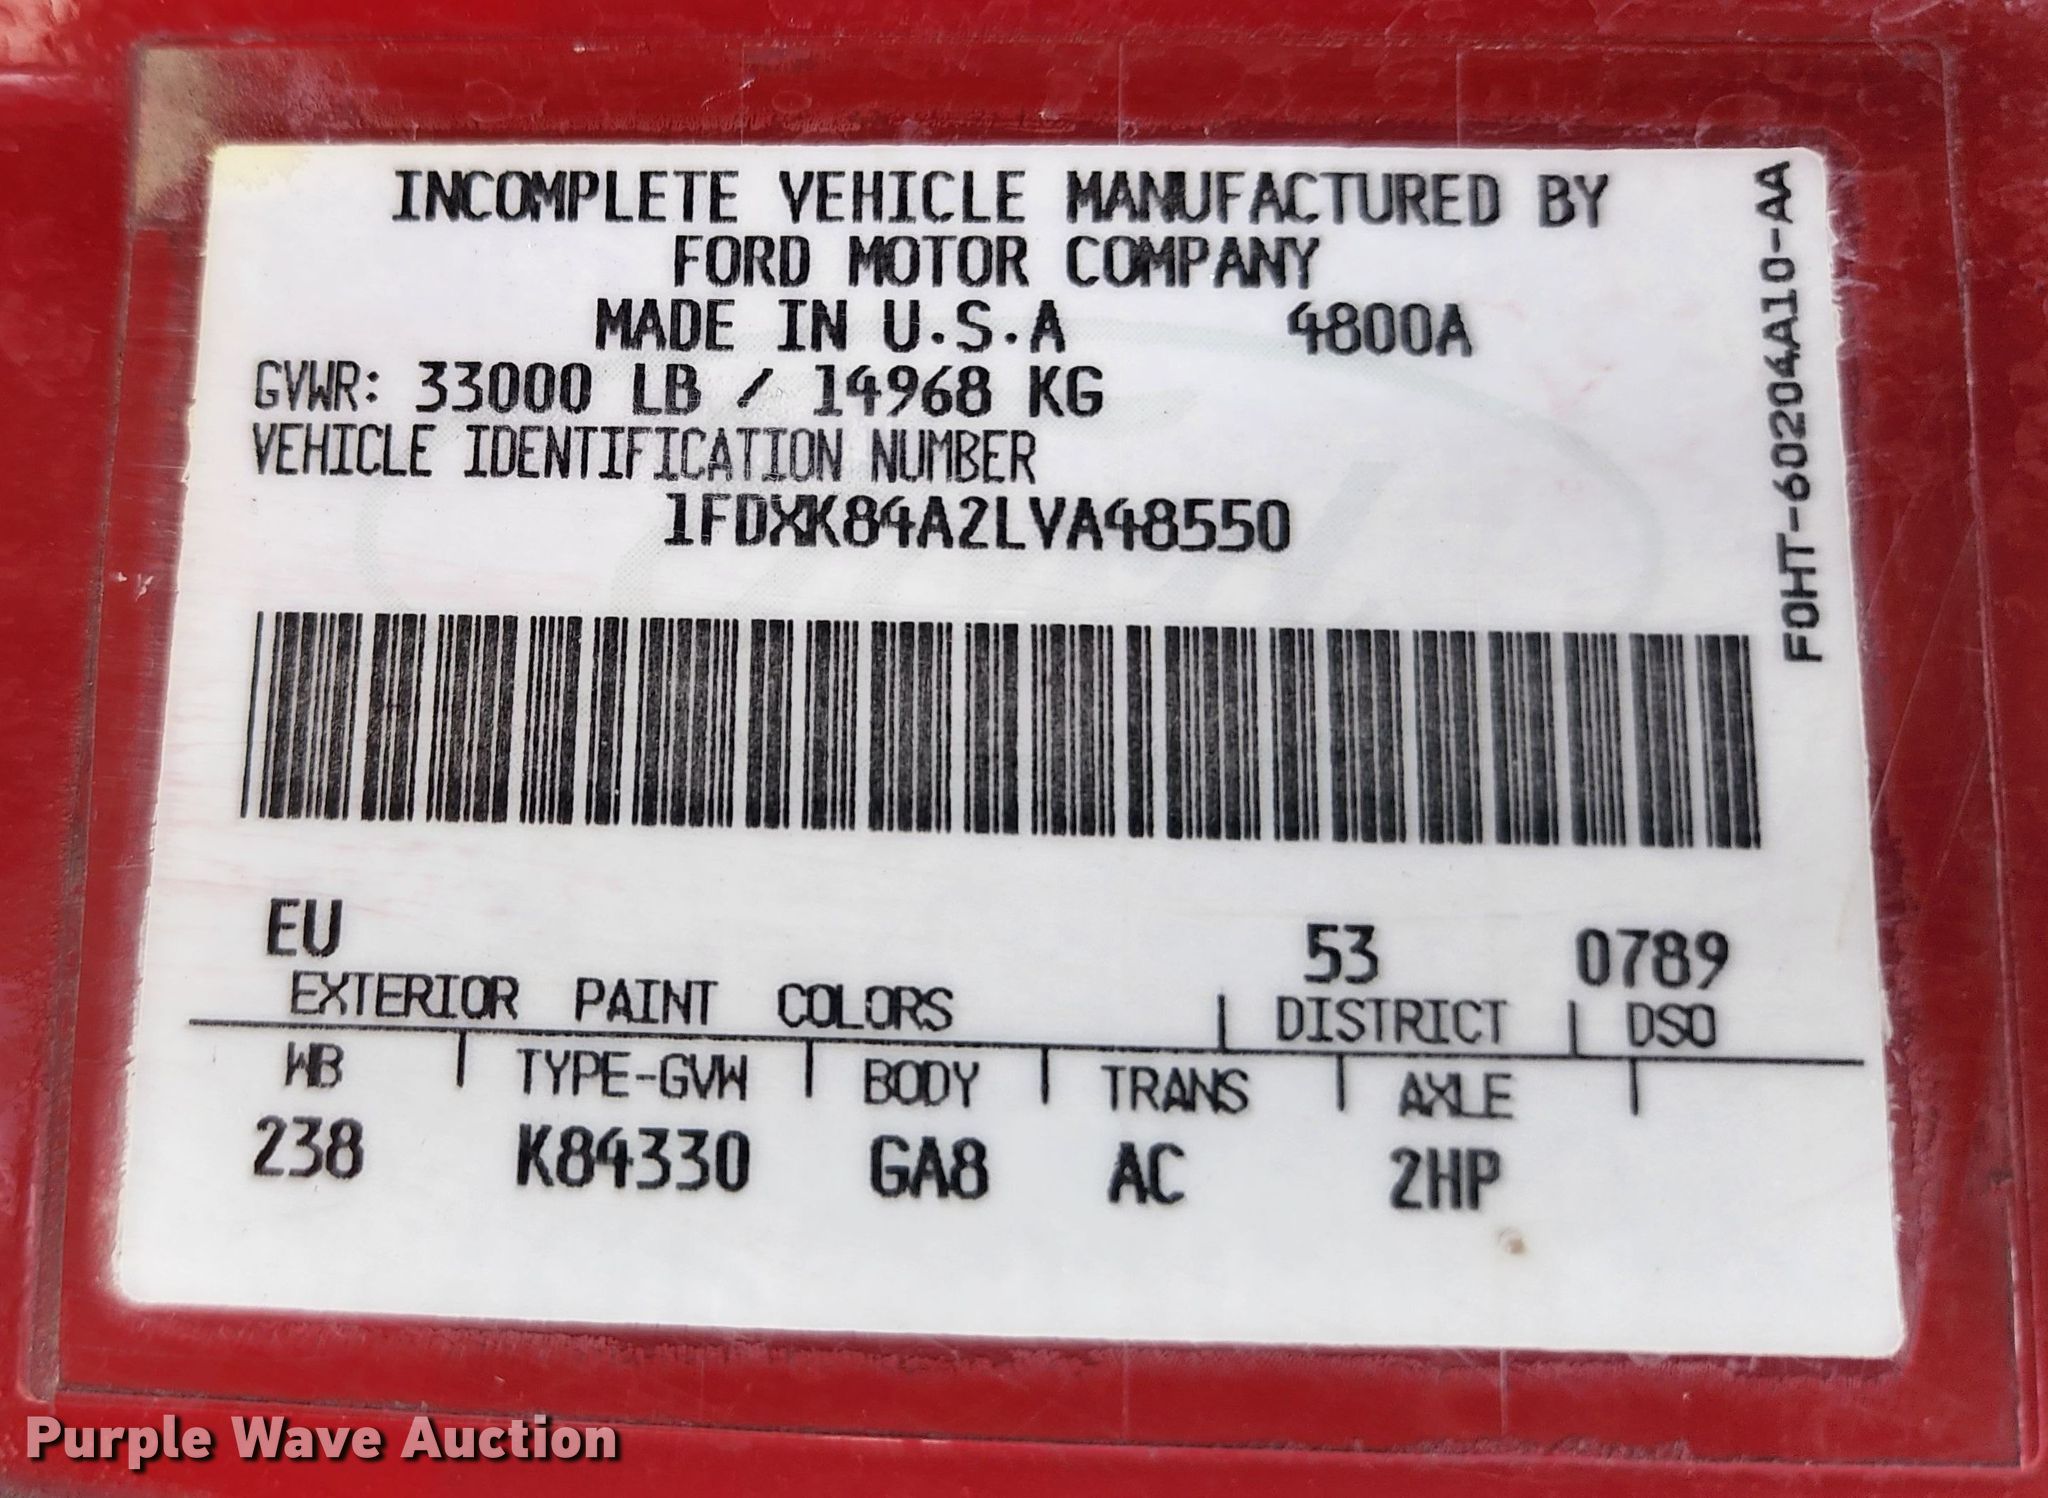 INCOMPLETE VEHICLE MANUFACTURED BY
FORD MOTOR COMPANY
MADE IN U.S.A 4800A
GVWR: 33000 LB / 14968 KG
VEHICLE IDENTIFICATION NUMBER
1FDXK84A2LVA48550
F0HT-60204A10-AA
EU 53 0789
EXTERIOR PAINT COLORS | DISTRICT | DSO
WB | TYPE-GVW | BODY | TRANS | AXLE |
238 K84330 GA8 AC 2HP
Purple Wave Auction